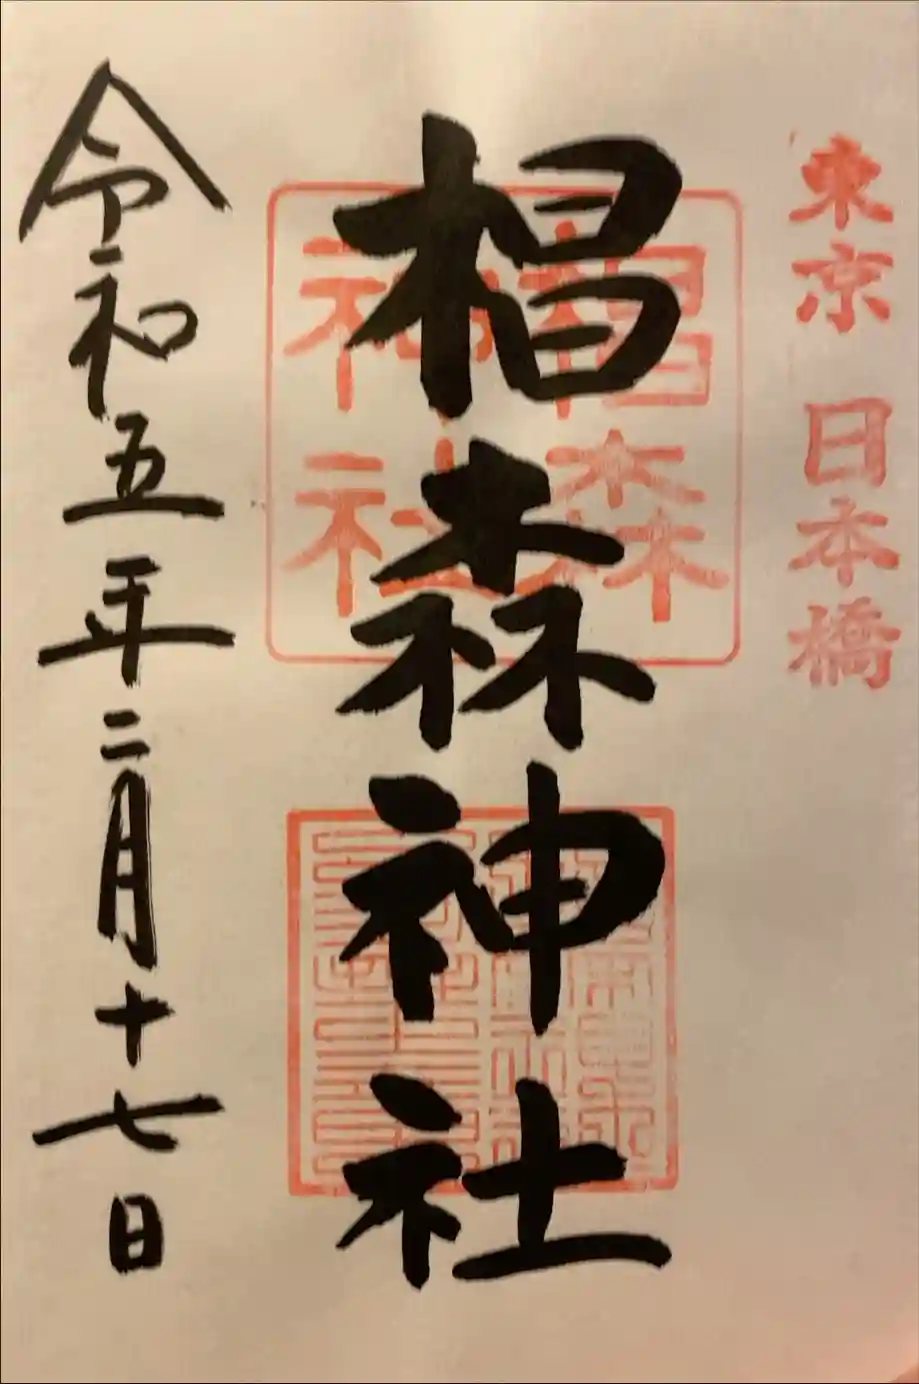 東京 日本橋
椙森神社
椙森
神社
令和五年二月十七日